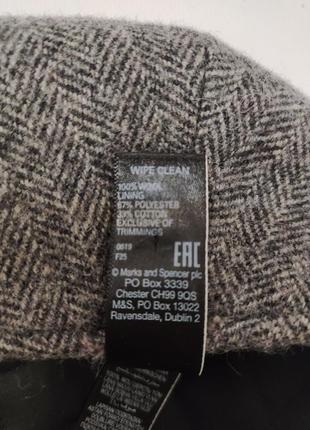 WIPE CLEAN
100% WOOL
LINING
67% POLYESTER
33% COTTON
EXCLUSIVE OF
TRIMMINGS
0619
F25
EAC
© Marks and Spencer plc
PO Box 3339
Chester CH99 9QS
M&S, PO Box 13022
Ravensdale, Dublin 2